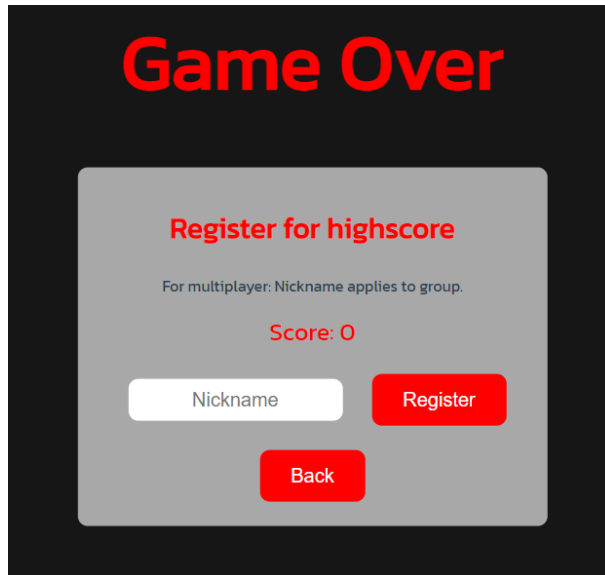 Game Over
Register for highscore
For multiplayer: Nickname applies to group.
Score: 0
Nickname Register
Back